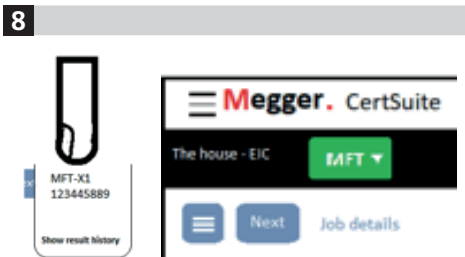 8
Megger. CertSuite
The house - EIC
MFT
MFT-X1
123445889
Next
Job details
Show result history